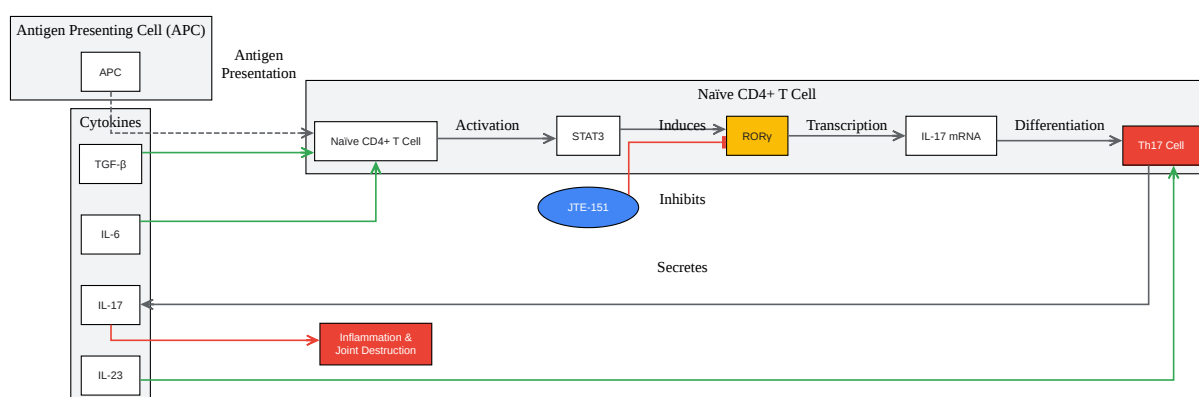 Antigen Presenting Cell (APC)
APC
Antigen
Presentation
Naïve CD4+ T Cell
Cytokines
TGF-β
Naïve CD4+ T Cell
Activation
STAT3
Induces
RORγ
Transcription
IL-17 mRNA
Differentiation
Th17 Cell
JTE-151
Inhibits
IL-6
Secretes
IL-17
Inflammation &
Joint Destruction
IL-23